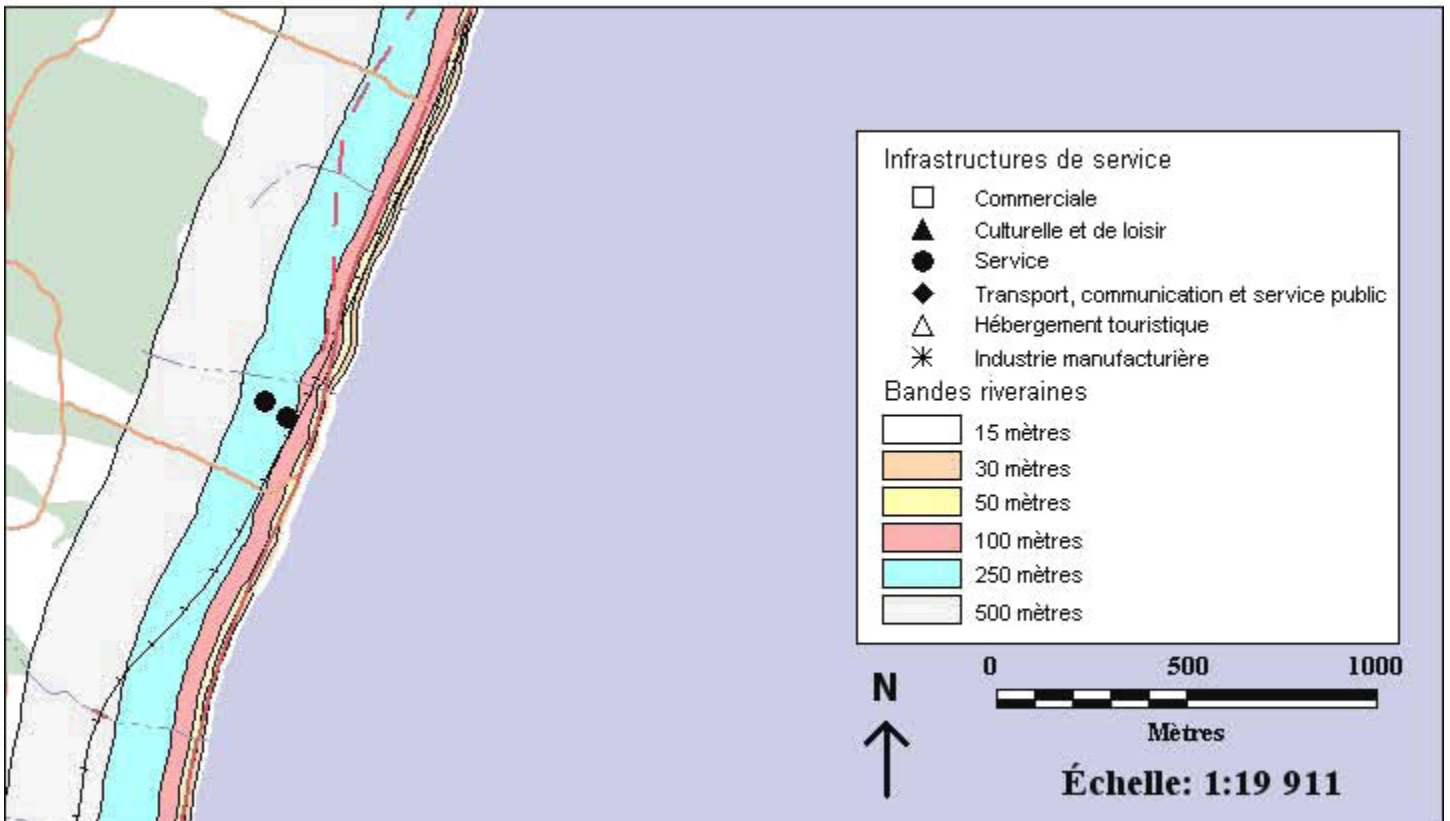 Infrastructures de service
Commerciale
Culturelle et de loisir
Service
Transport, communication et service public
Hébergement touristique
Industrie manufacturière
Bandes riveraines
15 mètres
30 mètres
50 mètres
100 mètres
250 mètres
500 mètres
0 500 1000
N
Mètres
Échelle: 1:19 911